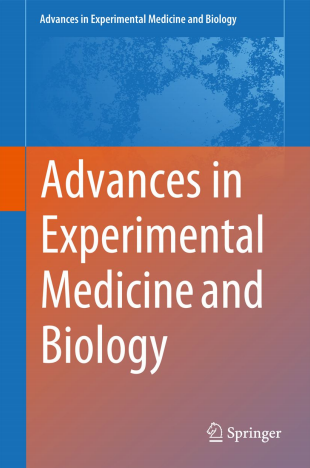 Advances in Experimental Medicine and Biology
Advances in
Experimental
Medicine and
Biology
Springer